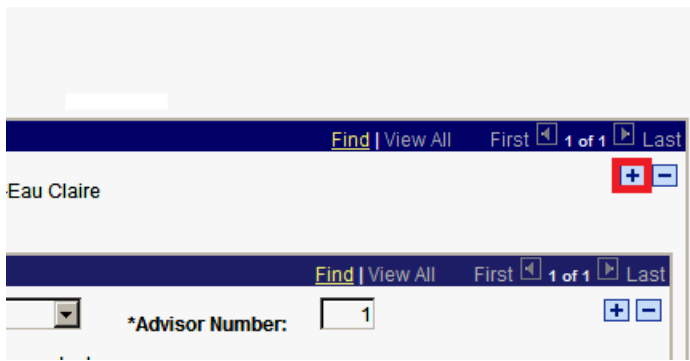 Find | View All First 1 of 1 Last
-Eau Claire
Find | View All First 1 of 1 Last
*Advisor Number: 1